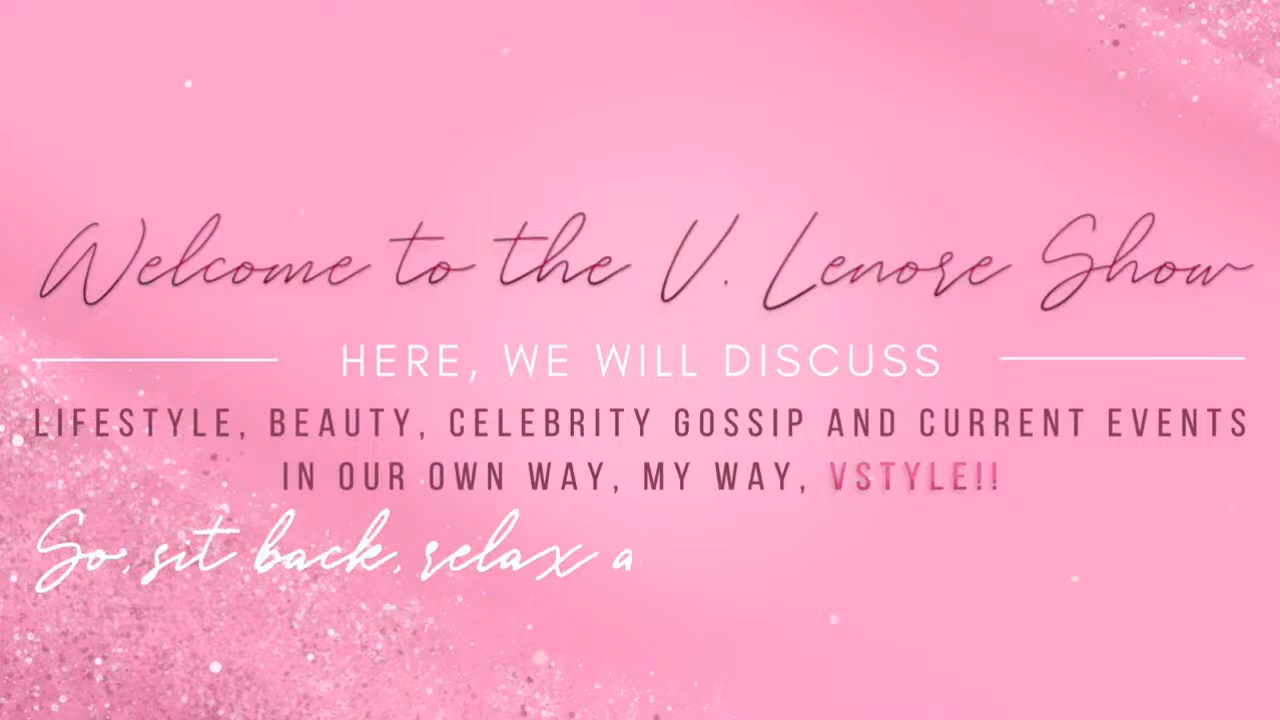 Welcome to the V. Lenore Show
HERE, WE WILL DISCUSS
LIFESTYLE, BEAUTY, CELEBRITY GOSSIP AND CURRENT EVENTS
IN OUR OWN WAY, MY WAY, VSTYLE!!
So, sit back, relax a